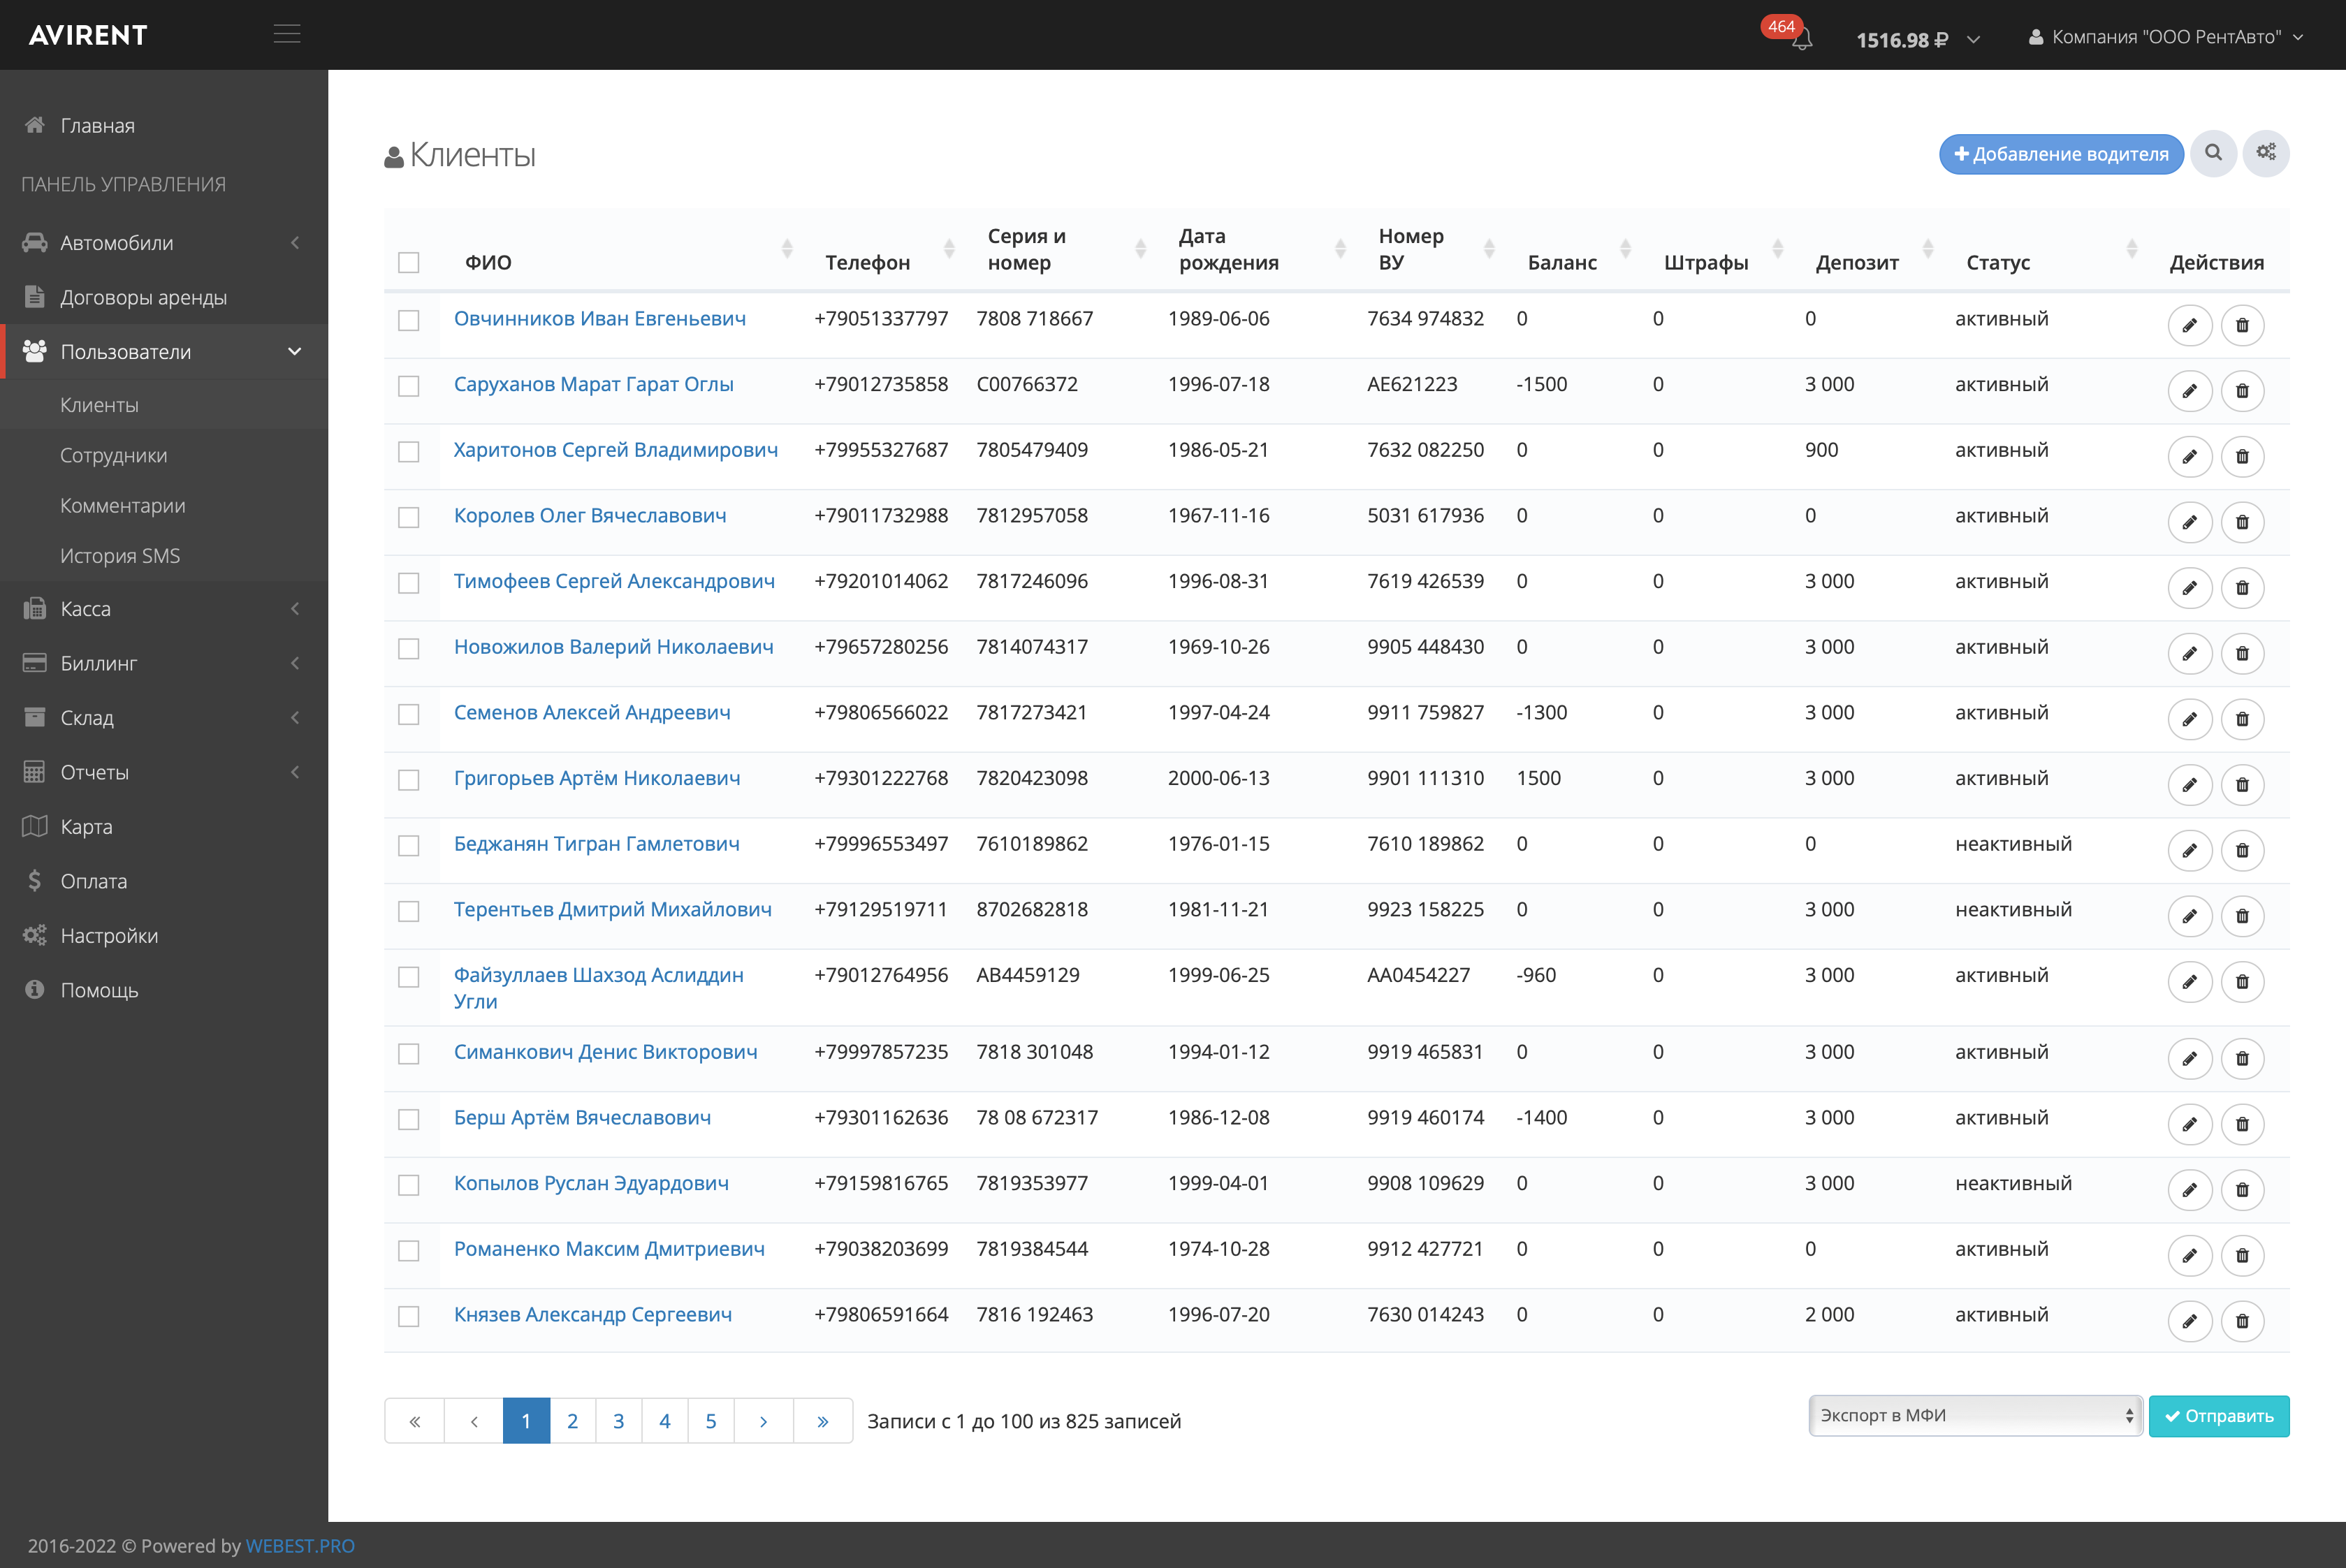 AVIRENT
464
1516.98 ₽
Компания "ООО РентАвто"
Главная
ПАНЕЛЬ УПРАВЛЕНИЯ
Автомобили
Договоры аренды
Пользователи
Клиенты
Сотрудники
Комментарии
История SMS
Касса
Биллинг
Склад
Отчеты
Карта
Оплата
Настройки
Помощь
Клиенты
Добавление водителя
ФИО Телефон Серия и номер Дата рождения Номер ВУ Баланс Штрафы Депозит Статус Действия
Овчинников Иван Евгеньевич +79051337797 7808 718667 1989-06-06 7634 974832 0 0 0 активный
Саруханов Марат Гарат Оглы +79012735858 C00766372 1996-07-18 AE621223 -1500 0 3 000 активный
Харитонов Сергей Владимирович +79955327687 7805479409 1986-05-21 7632 082250 0 0 900 активный
Королев Олег Вячеславович +79011732988 7812957058 1967-11-16 5031 617936 0 0 0 активный
Тимофеев Сергей Александрович +79201014062 7817246096 1996-08-31 7619 426539 0 0 3 000 активный
Новожилов Валерий Николаевич +79657280256 7814074317 1969-10-26 9905 448430 0 0 3 000 активный
Семенов Алексей Андреевич +79806566022 7817273421 1997-04-24 9911 759827 -1300 0 3 000 активный
Григорьев Артём Николаевич +79301222768 7820423098 2000-06-13 9901 111310 1500 0 3 000 активный
Беджанян Тигран Гамлетович +79996553497 7610189862 1976-01-15 7610 189862 0 0 0 неактивный
Терентьев Дмитрий Михайлович +79129519711 8702682818 1981-11-21 9923 158225 0 0 3 000 неактивный
Файзуллаев Шахзод Аслиддин +79012764956 AB4459129 1999-06-25 AA0454227 -960 0 3 000 активный
Угли
Симанкович Денис Викторович +79997857235 7818 301048 1994-01-12 9919 465831 0 0 3 000 активный
Берш Артём Вячеславович +79301162636 78 08 672317 1986-12-08 9919 460174 -1400 0 3 000 активный
Копылов Руслан Эдуардович +79159816765 7819353977 1999-04-01 9908 109629 0 0 3 000 неактивный
Романенко Максим Дмитриевич +79038203699 7819384544 1974-10-28 9912 427721 0 0 0 активный
Князев Александр Сергеевич +79806591664 7816 192463 1996-07-20 7630 014243 0 0 2 000 активный
« ‹ 1 2 3 4 5 › » Записи с 1 до 100 из 825 записей
Экспорт в МФИ
Отправить
2016-2022 © Powered by WEBEST.PRO